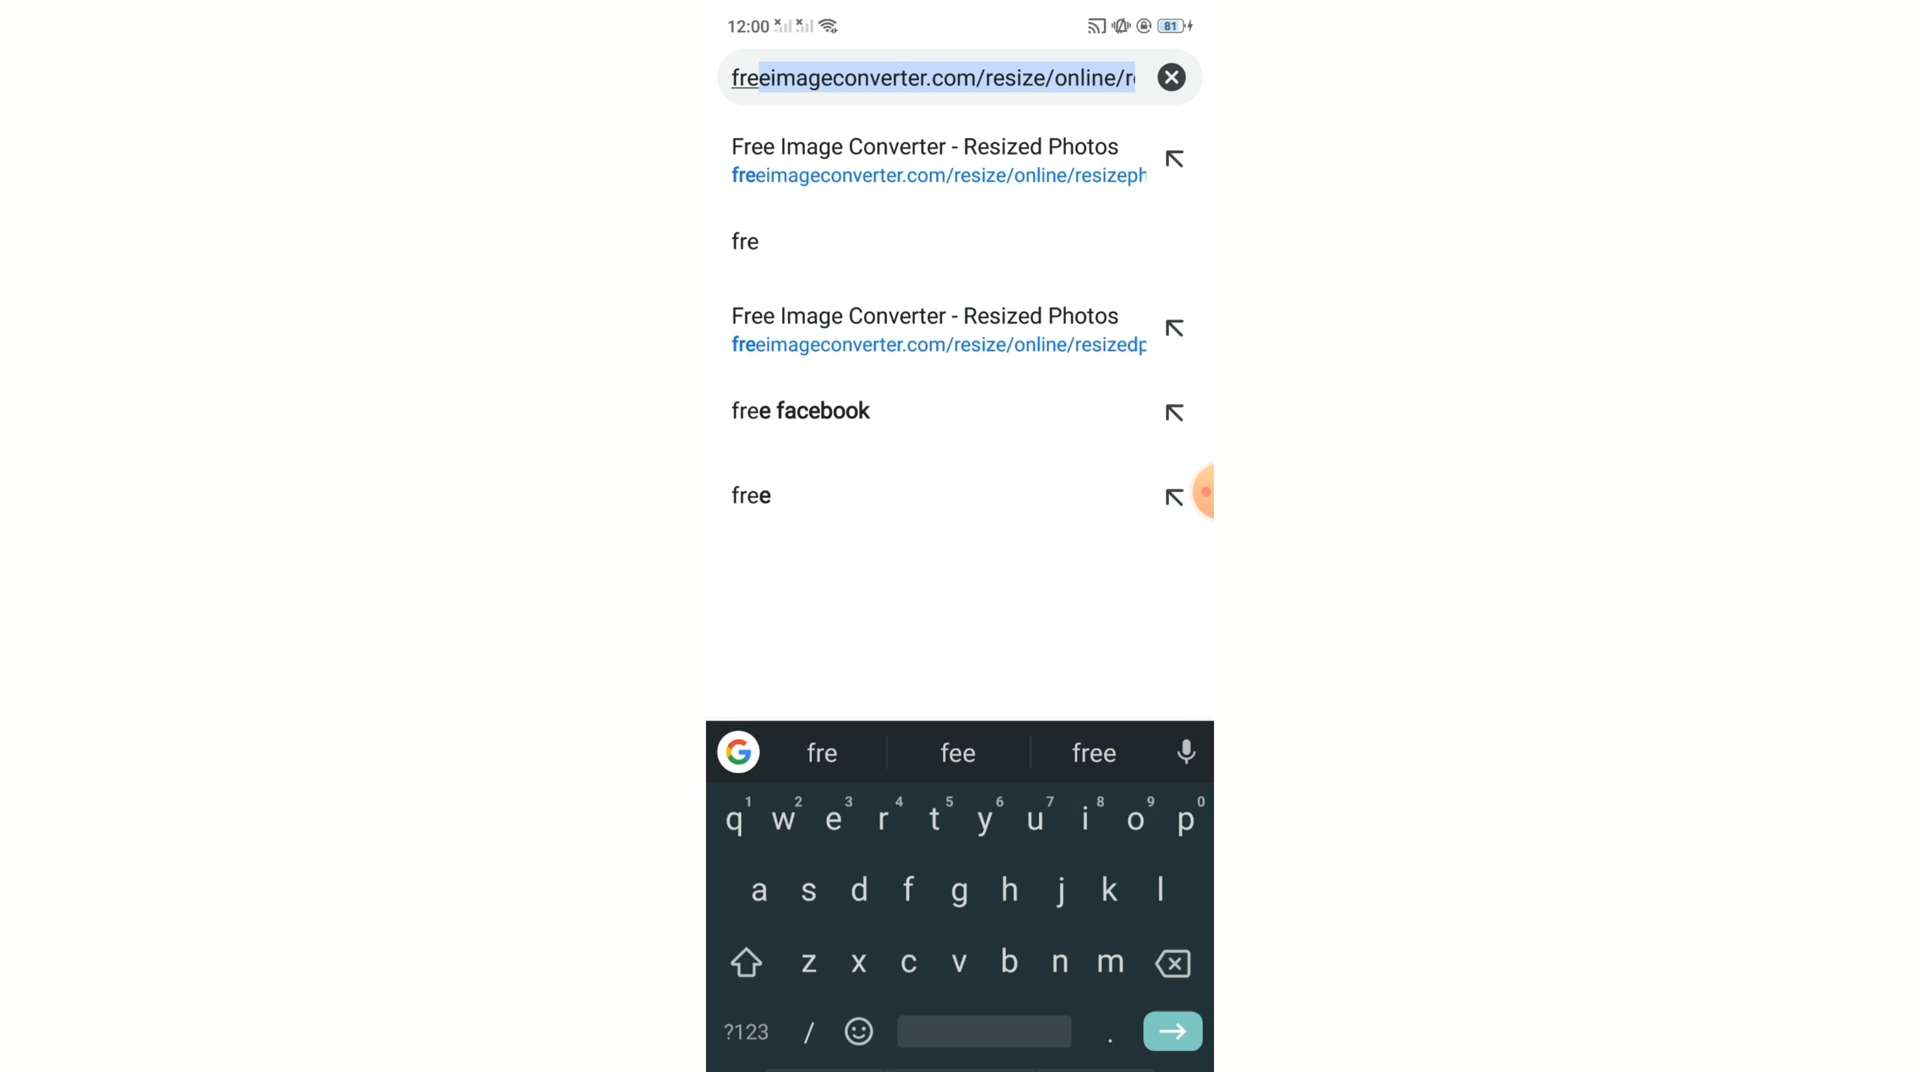 12:00 81
freeimageconverter.com/resize/online/r
Free Image Converter - Resized Photos
freeimageconverter.com/resize/online/resizeph
fre
Free Image Converter - Resized Photos
freeimageconverter.com/resize/online/resizedp
free facebook
free
fre fee free
1 2 3 4 5 6 7 8 9 0
q w e r t y u i o p
a s d f g h j k l
z x c v b n m
?123 / .